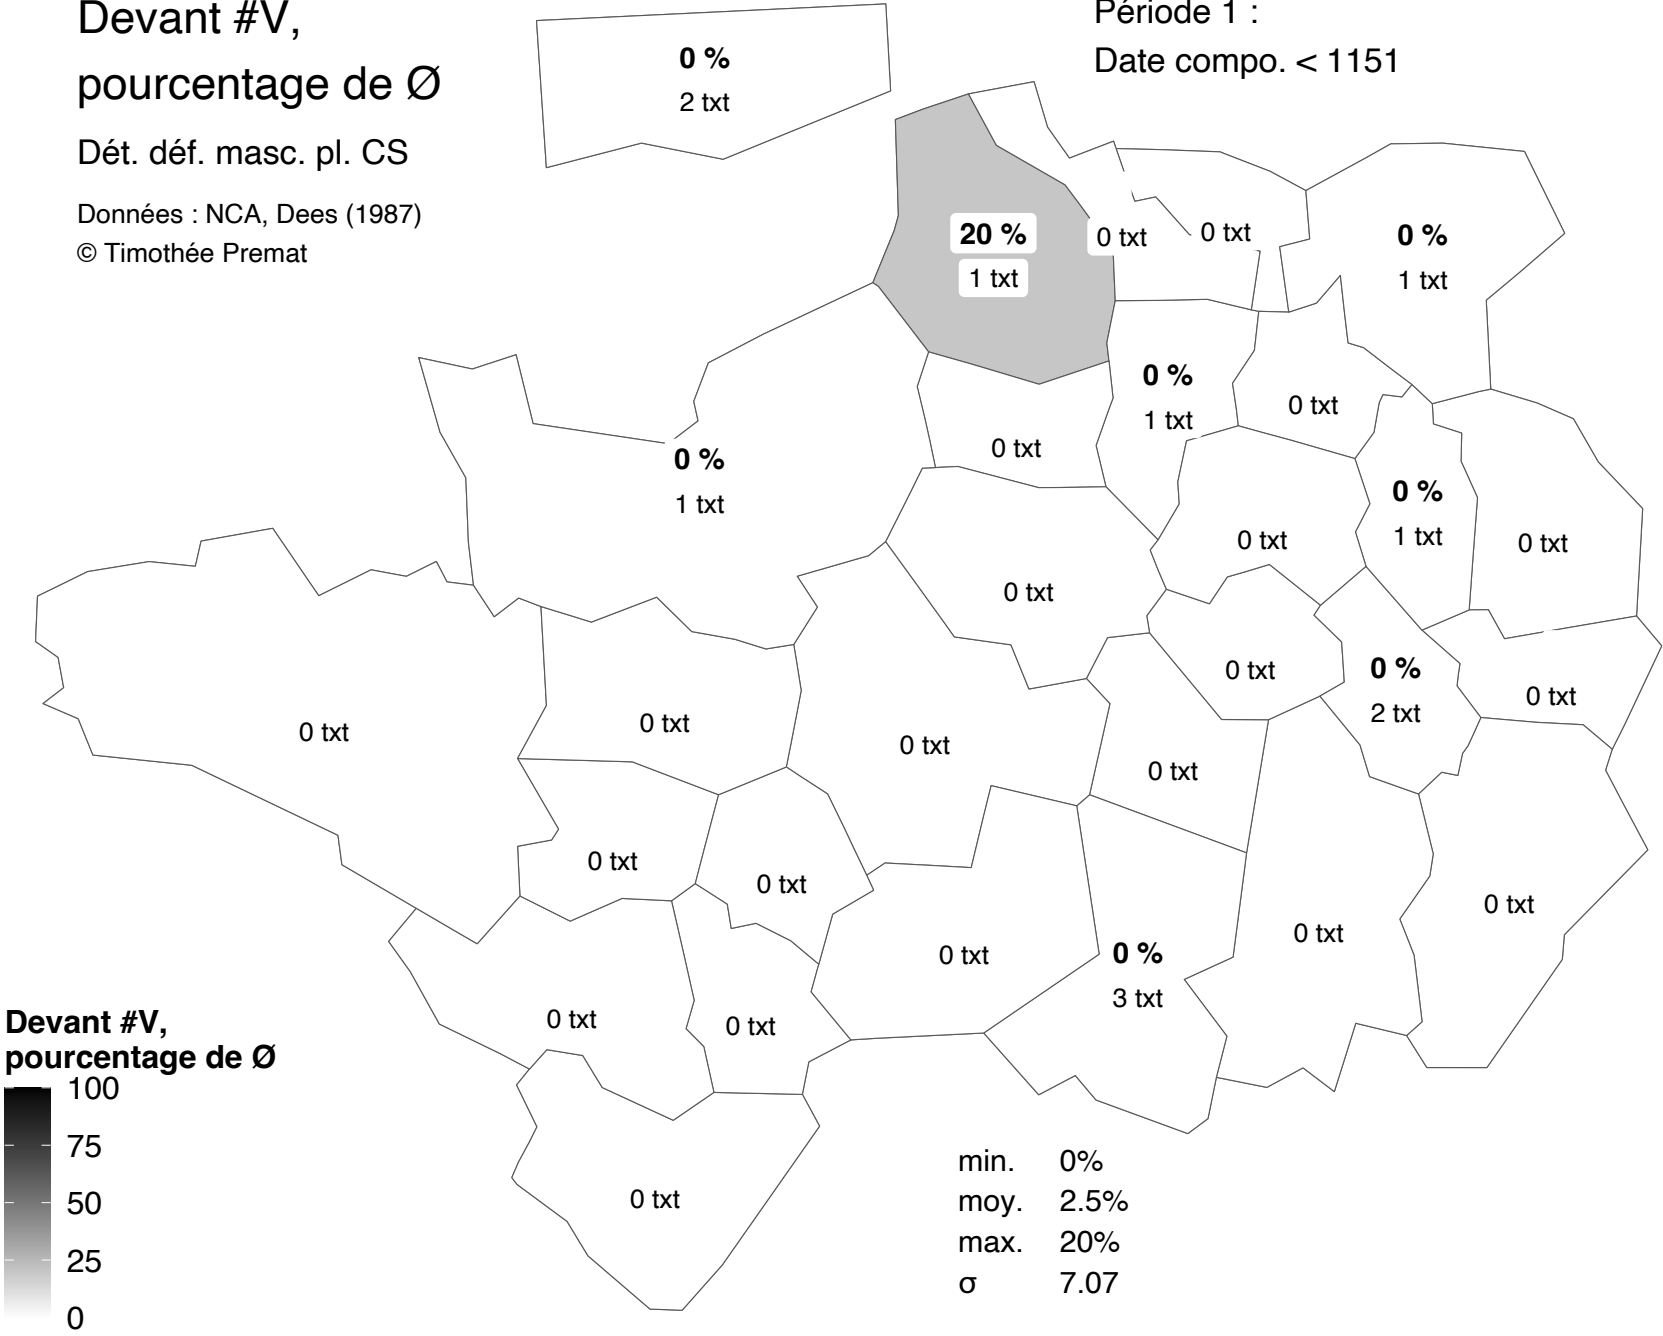 Devant #V,
pourcentage de Ø
Dét. déf. masc. pl. CS
Données : NCA, Dees (1987)
© Timothée Premat
Période 1 :
Date compo. < 1151
0 %
2 txt
20 %
1 txt
0 txt
0 txt
0 %
1 txt
0 %
1 txt
0 txt
0 txt
0 %
1 txt
0 %
1 txt
0 txt
0 txt
0 txt
0 txt
0 %
2 txt
0 txt
0 txt
0 txt
0 txt
0 txt
0 txt
0 txt
0 txt
0 txt
0 txt
0 %
3 txt
0 txt
0 txt
0 txt
0 txt
Devant #V,
pourcentage de Ø
100
75
50
25
0
min. 0%
moy. 2.5%
max. 20%
σ 7.07